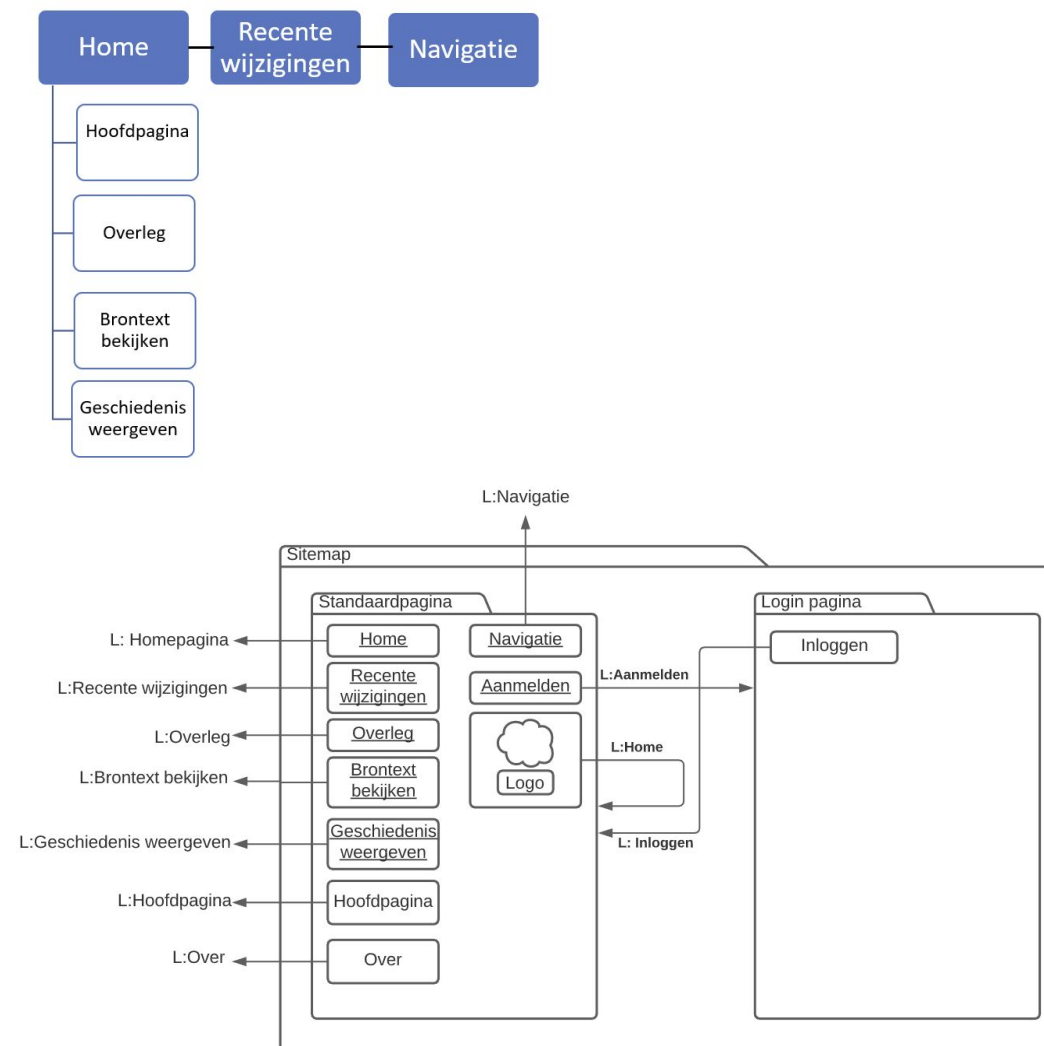 Home
Recente
wijzigingen
Navigatie
Hoofdpagina
Overleg
Brontext
bekijken
Geschiedenis
weergeven
L:Navigatie
Sitemap
Standaardpagina
Login pagina
L: Homepagina
Home
Navigatie
Inloggen
L:Recente wijzigingen
Recente
wijzigingen
Aanmelden
L:Aanmelden
L:Overleg
Overleg
L:Brontext bekijken
Brontext
bekijken
Logo
L:Home
L:Geschiedenis weergeven
Geschiedenis
weergeven
L: Inloggen
L:Hoofdpagina
Hoofdpagina
L:Over
Over